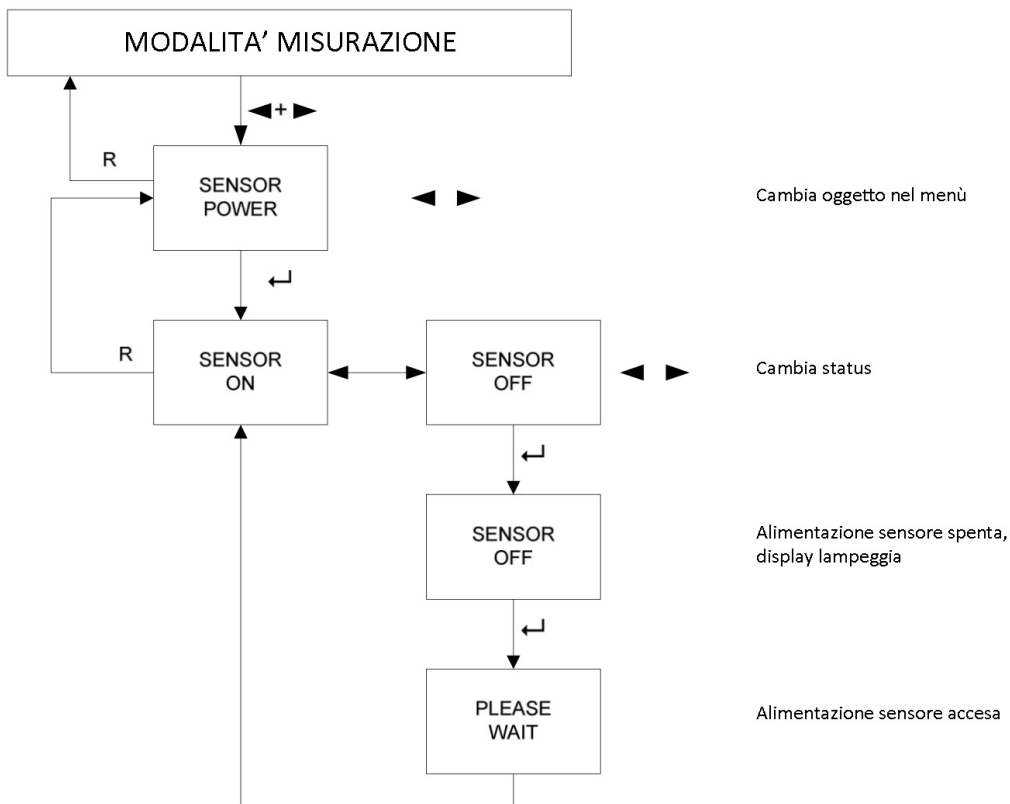 MODALITA’ MISURAZIONE
+
R
SENSOR
POWER
Cambia oggetto nel menù
R
SENSOR
ON
SENSOR
OFF
Cambia status
SENSOR
OFF
Alimentazione sensore spenta,
display lampeggia
PLEASE
WAIT
Alimentazione sensore accesa